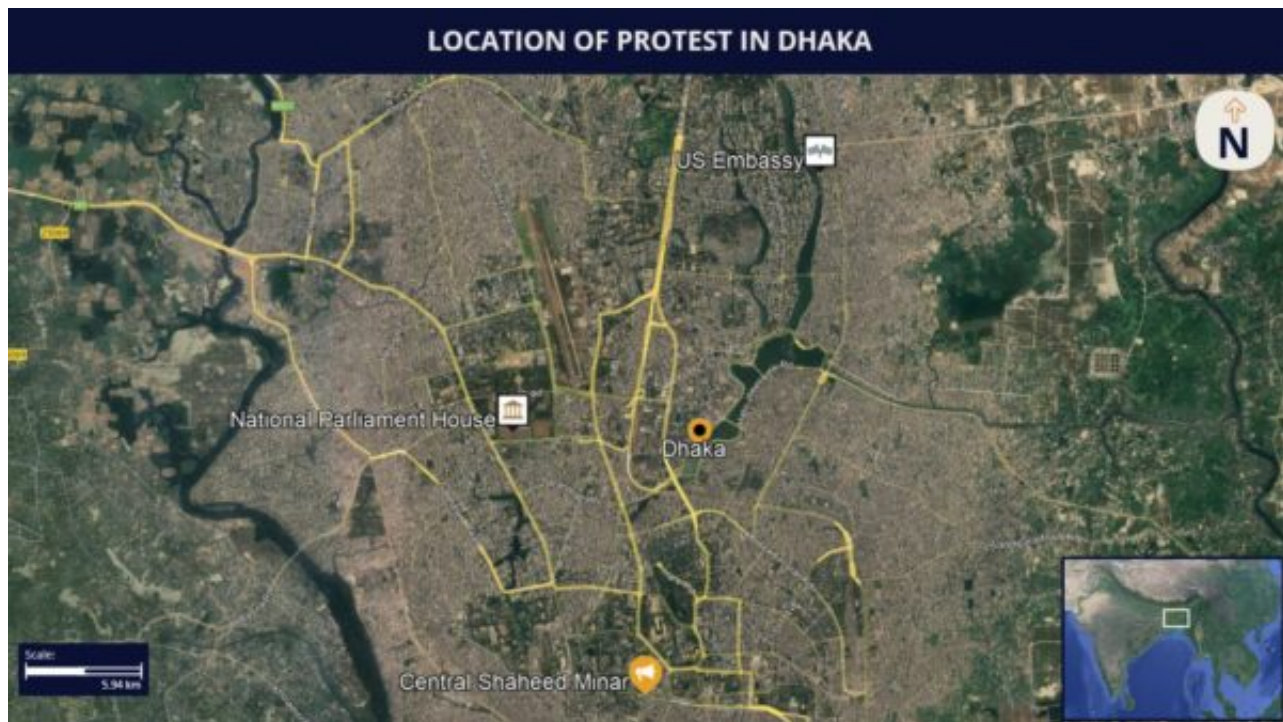 LOCATION OF PROTEST IN DHAKA
N
US Embassy
National Parliament House
Dhaka
Central Shaheed Minar
Scale:
5.94 km